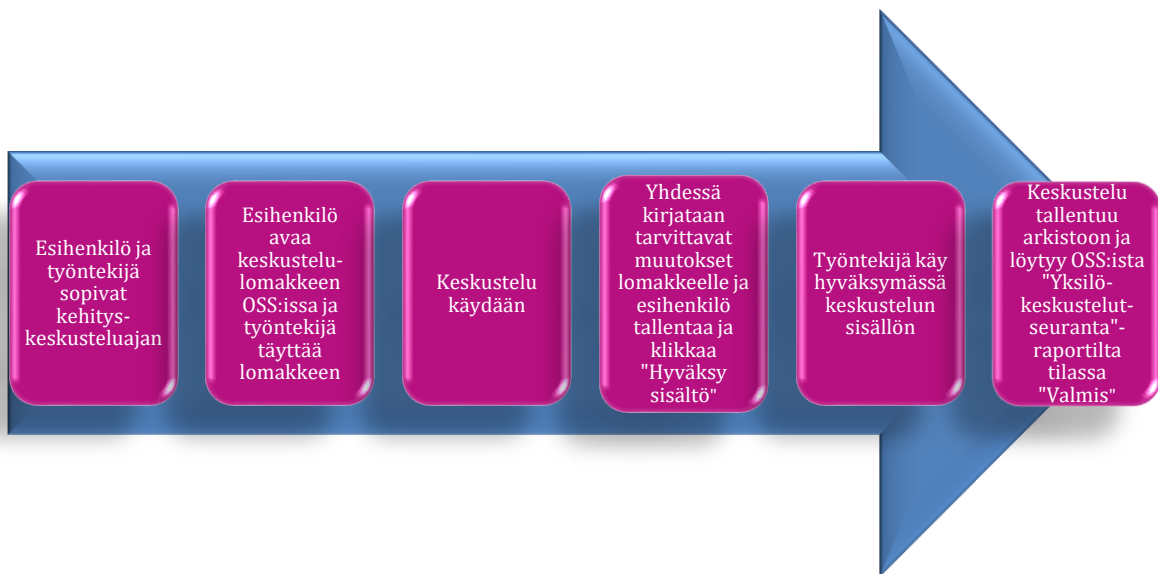 Esihenkilö ja
työntekijä
sopivat
kehitys-
keskusteluajan
Esihenkilö
avaa
keskustelu-
lomakkeen
OSS:issa ja
työntekijä
täyttää
lomakkeen
Keskustelu
käydään
Yhdessä
kirjataan
tarvittavat
muutokset
lomakkeelle ja
esihenkilö
tallentaa ja
klikkaa
"Hyväksy
sisältö"
Työntekijä käy
hyväksymässä
keskustelun
sisällön
Keskustelu
tallentuu
arkistoon ja
löytyy OSS:ista
"Yksilö-
keskustelut-
seuranta"-
raportilta
tilassa
"Valmis"